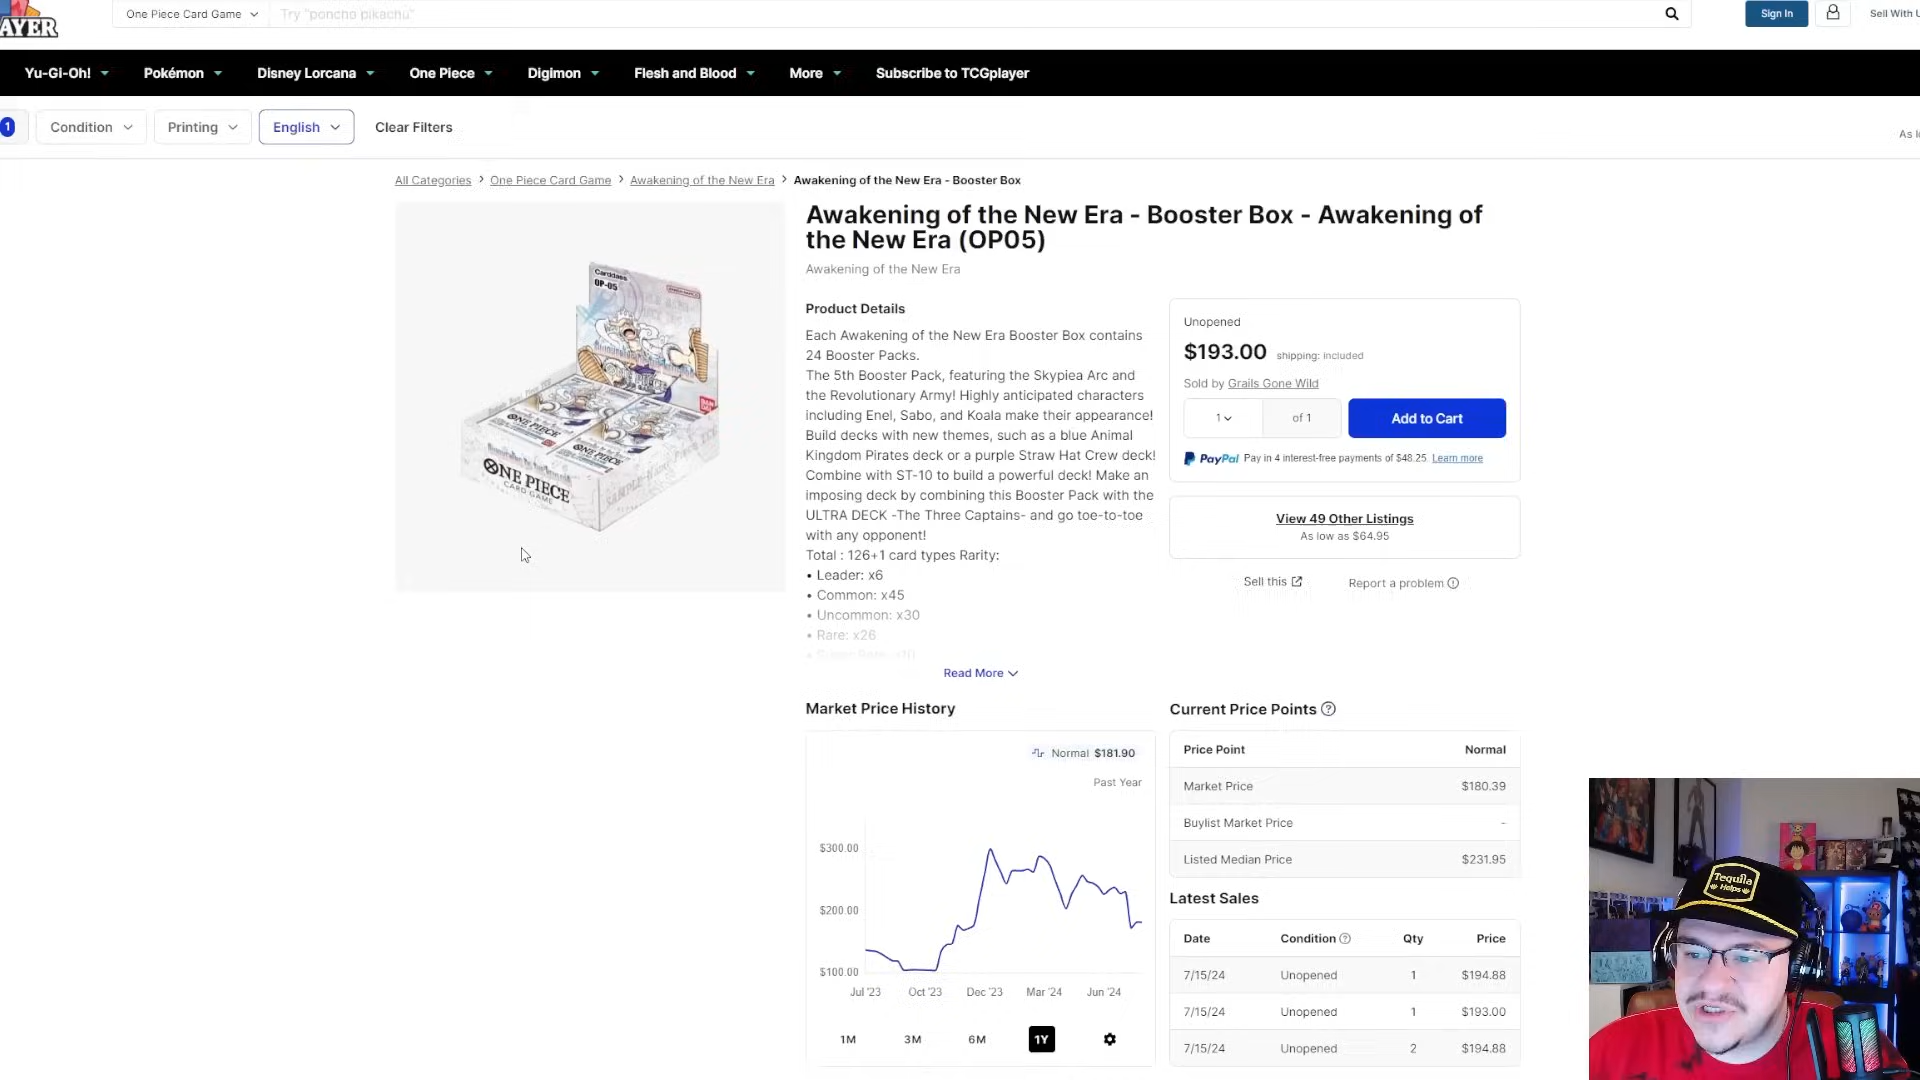 AYER
One Piece Card Game
Try "poncho pikachu"
Sign In
Sell With
Yu-Gi-Oh!
Pokémon
Disney Lorcana
One Piece
Digimon
Flesh and Blood
More
Subscribe to TCGplayer
1
Condition
Printing
English
Clear Filters
As
All Categories > One Piece Card Game > Awakening of the New Era > Awakening of the New Era - Booster Box
Awakening of the New Era - Booster Box - Awakening of
the New Era (OP05)
Awakening of the New Era
Carddass
OP-05
ONE PIECE
CARD GAME
ONE PIECE
BANDAI
Product Details
Each Awakening of the New Era Booster Box contains
24 Booster Packs.
The 5th Booster Pack, featuring the Skypiea Arc and
the Revolutionary Army! Highly anticipated characters
including Enel, Sabo, and Koala make their appearance!
Build decks with new themes, such as a blue Animal
Kingdom Pirates deck or a purple Straw Hat Crew deck!
Combine with ST-10 to build a powerful deck! Make an
imposing deck by combining this Booster Pack with the
ULTRA DECK -The Three Captains- and go toe-to-toe
with any opponent!
Total : 126+1 card types Rarity:
• Leader: x6
• Common: x45
• Uncommon: x30
• Rare: x26
Read More
Unopened
$193.00 shipping: included
Sold by Grails Gone Wild
1 of 1
Add to Cart
PayPal Pay in 4 interest-free payments of $48.25. Learn more
View 49 Other Listings
As low as $64.95
Sell this
Report a problem
Market Price History
Normal $181.90
Past Year
$300.00
$200.00
$100.00
Jul '23 Oct '23 Dec '23 Mar '24 Jun '24
1M 3M 6M 1Y
Current Price Points
Price Point Normal
Market Price $180.39
Buylist Market Price -
Listed Median Price $231.95
Latest Sales
Date Condition Qty Price
7/15/24 Unopened 1 $194.88
7/15/24 Unopened 1 $193.00
7/15/24 Unopened 2 $194.88
Tequila
Helps